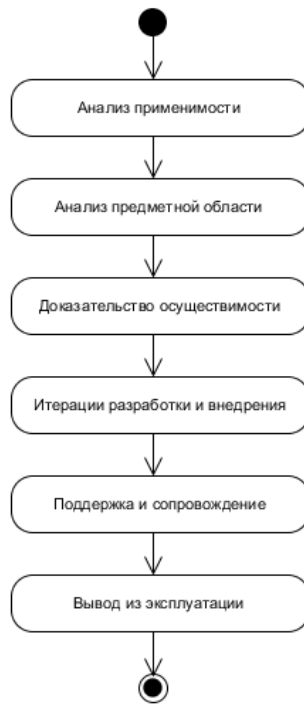 Анализ применимости
Анализ предметной области
Доказательство осуществимости
Итерации разработки и внедрения
Поддержка и сопровождение
Вывод из эксплуатации